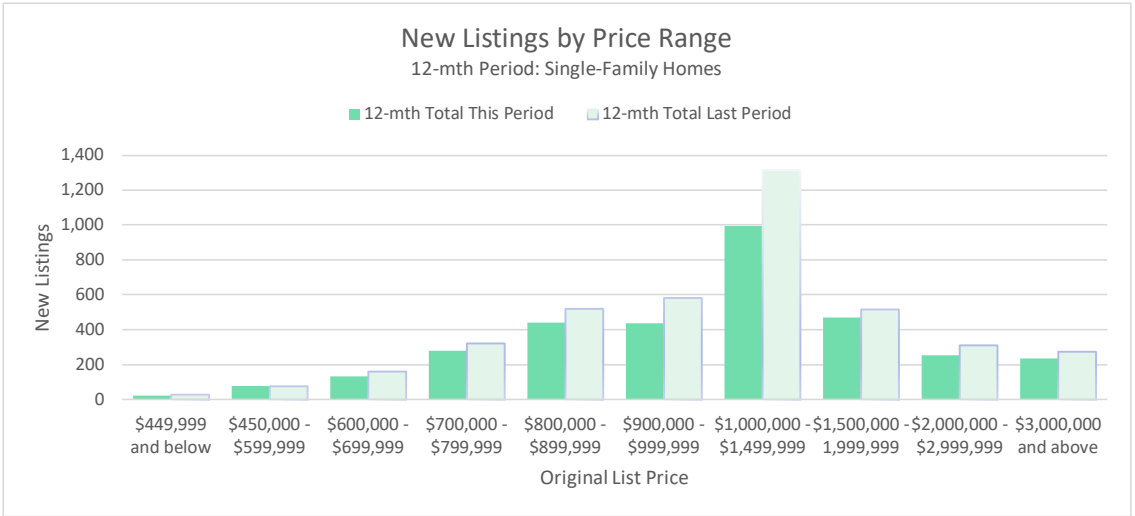 New Listings by Price Range
12-mth Period: Single-Family Homes
12-mth Total This Period 12-mth Total Last Period
1,400
1,200
1,000
800
600
400
200
0
New Listings
$449,999 $450,000 - $600,000 - $700,000 - $800,000 - $900,000 - $1,000,000 - $1,500,000 - $2,000,000 - $3,000,000
and below $599,999 $699,999 $799,999 $899,999 $999,999 $1,499,999 1,999,999 $2,999,999 and above
Original List Price